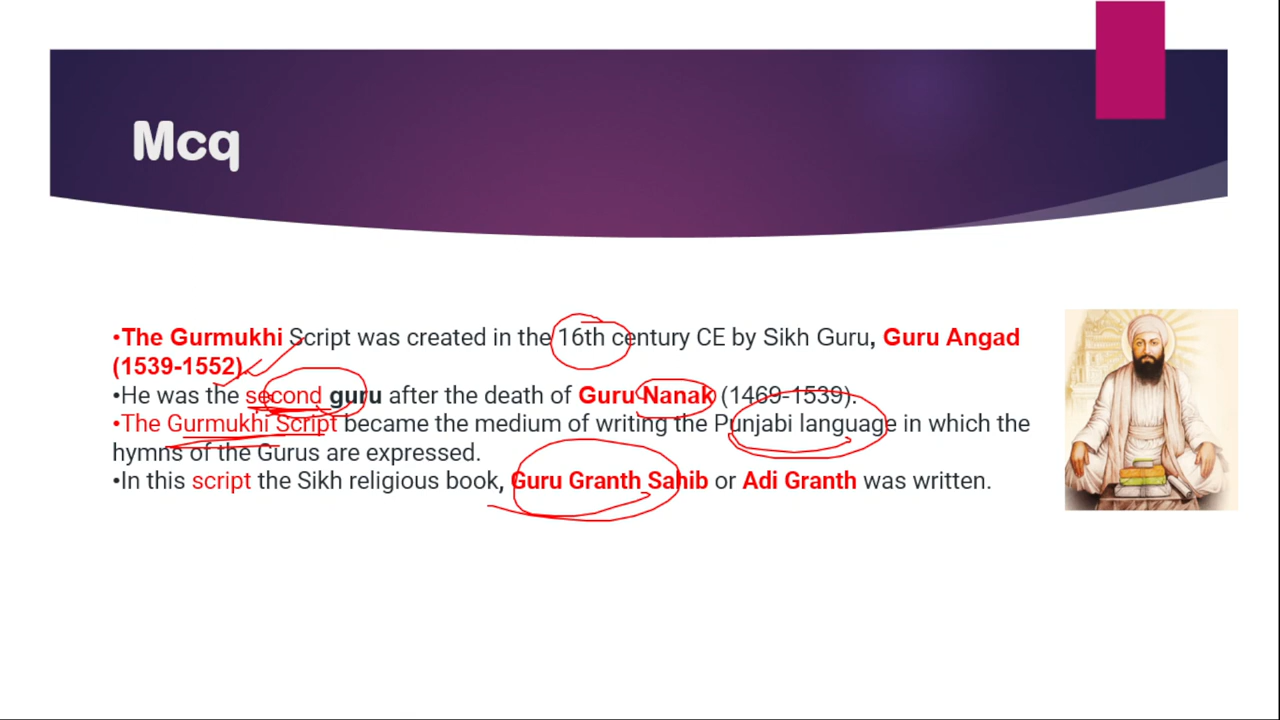 Mcq
•The Gurmukhi Script was created in the 16th century CE by Sikh Guru, Guru Angad
(1539-1552).
•He was the second guru after the death of Guru Nanak (1469-1539).
•The Gurmukhi Script became the medium of writing the Punjabi language in which the
hymns of the Gurus are expressed.
•In this script the Sikh religious book, Guru Granth Sahib or Adi Granth was written.